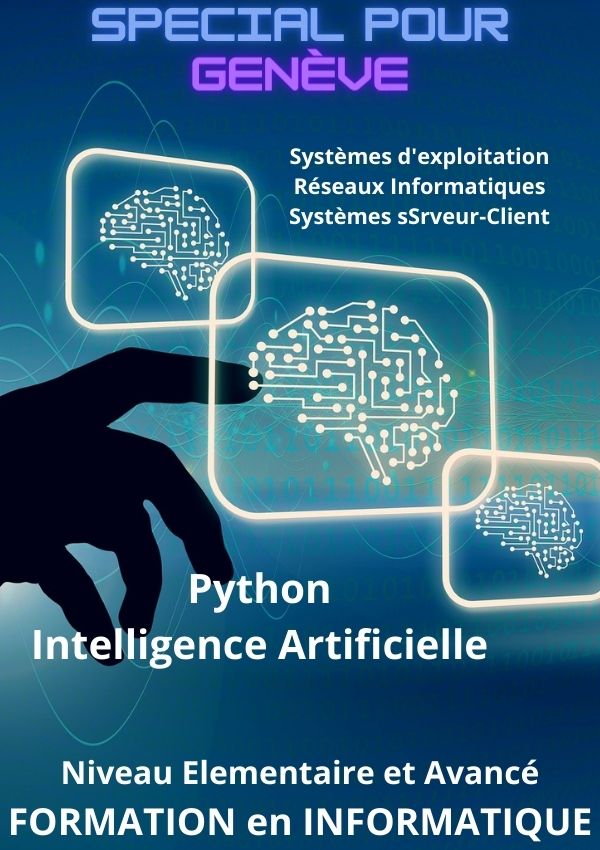 SPECIAL POUR
GENÈVE
Systèmes d'exploitation
Réseaux Informatiques
Systèmes sSrveur-Client
Python
Intelligence Artificielle
Niveau Elementaire et Avancé
FORMATION en INFORMATIQUE